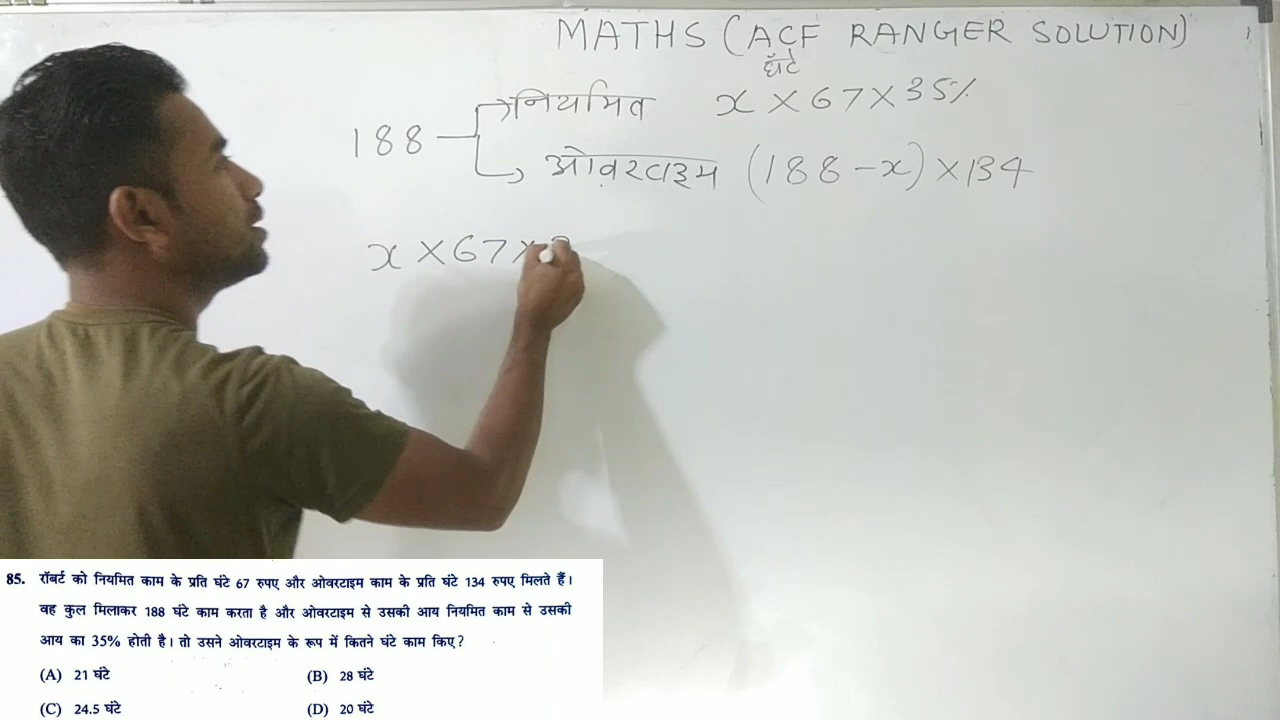 MATHS (ACF RANGER SOLUTION)
घंटे
नियमित x × 67 × 35%
188
ओवरटाइम (188 - x) × 134
x × 67 ×
85. रॉबर्ट को नियमित काम के प्रति घंटे 67 रुपए और ओवरटाइम काम के प्रति घंटे 134 रुपए मिलते हैं।
वह कुल मिलाकर 188 घंटे काम करता है और ओवरटाइम से उसकी आय नियमित काम से उसकी
आय का 35% होती है। तो उसने ओवरटाइम के रूप में कितने घंटे काम किए?
(A) 21 घंटे (B) 28 घंटे
(C) 24.5 घंटे (D) 20 घंटे